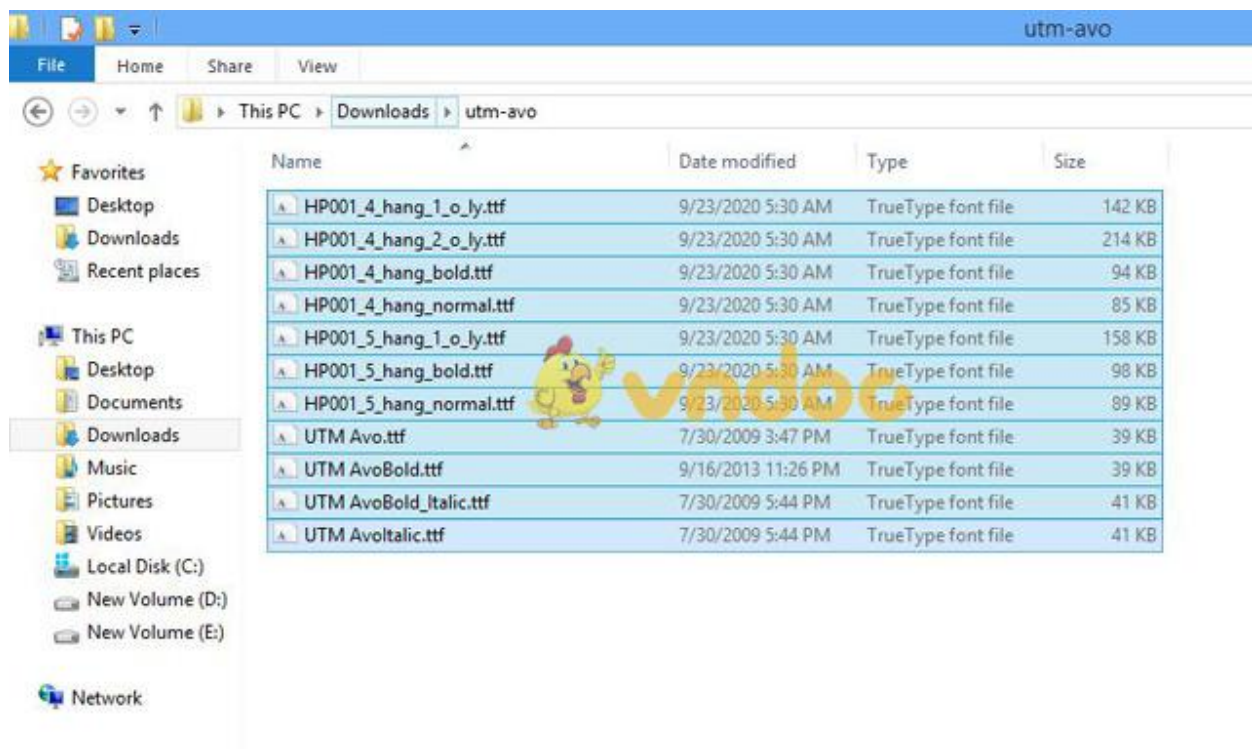 utm-avo
File Home Share View
This PC Downloads utm-avo
Name Date modified Type Size
Favorites
Desktop
Downloads
Recent places
This PC
Desktop
Documents
Downloads
Music
Pictures
Videos
Local Disk (C:)
New Volume (D:)
New Volume (E:)
Network
HP001_4_hang_1_o_ly.ttf 9/23/2020 5:30 AM TrueType font file 142 KB
HP001_4_hang_2_o_ly.ttf 9/23/2020 5:30 AM TrueType font file 214 KB
HP001_4_hang_bold.ttf 9/23/2020 5:30 AM TrueType font file 94 KB
HP001_4_hang_normal.ttf 9/23/2020 5:30 AM TrueType font file 85 KB
HP001_5_hang_1_o_ly.ttf 9/23/2020 5:30 AM TrueType font file 158 KB
HP001_5_hang_bold.ttf 9/23/2020 5:30 AM TrueType font file 98 KB
HP001_5_hang_normal.ttf 9/23/2020 5:30 AM TrueType font file 89 KB
UTM Avo.ttf 7/30/2009 3:47 PM TrueType font file 39 KB
UTM AvoBold.ttf 9/16/2013 11:26 PM TrueType font file 39 KB
UTM AvoBold_Italic.ttf 7/30/2009 5:44 PM TrueType font file 41 KB
UTM AvoItalic.ttf 7/30/2009 5:44 PM TrueType font file 41 KB
vndoc